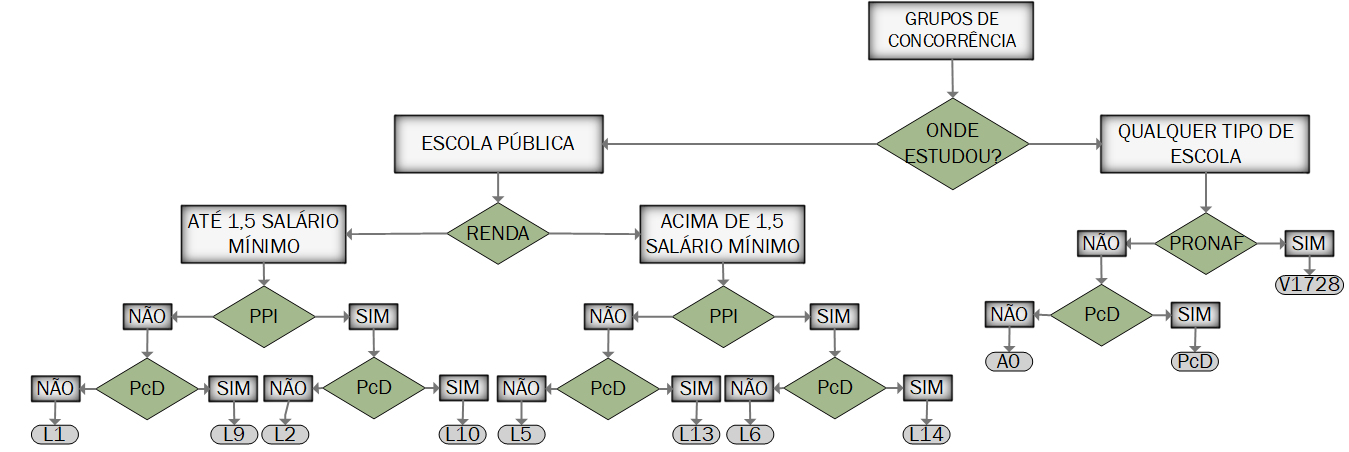 GRUPOS DE
CONCORRÊNCIA
ONDE
ESTUDOU?
ESCOLA PÚBLICA
QUALQUER TIPO DE
ESCOLA
RENDA
ATÉ 1,5 SALÁRIO
MÍNIMO
ACIMA DE 1,5
SALÁRIO MÍNIMO
PRONAF
NÃO
SIM
V1728
PPI
NÃO
SIM
PPI
NÃO
SIM
PcD
NÃO
SIM
A0
PcD
PcD
NÃO
SIM
L1
L9
PcD
NÃO
SIM
L2
L10
PcD
NÃO
SIM
L5
L13
PcD
NÃO
SIM
L6
L14